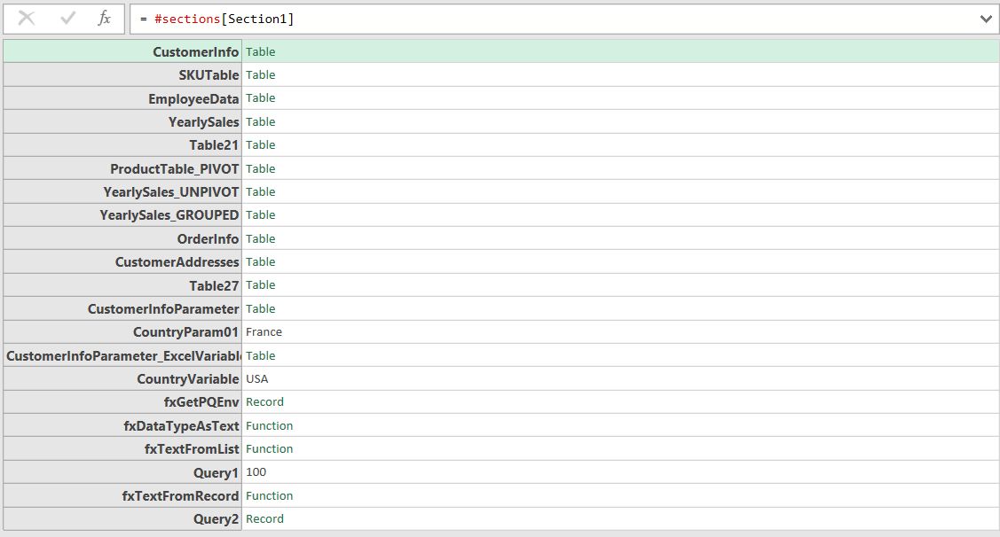 fx = #sections[Section1]
CustomerInfo Table
SKUTable Table
EmployeeData Table
YearlySales Table
Table21 Table
ProductTable_PIVOT Table
YearlySales_UNPIVOT Table
YearlySales_GROUPED Table
OrderInfo Table
CustomerAddresses Table
Table27 Table
CustomerInfoParameter Table
CountryParam01 France
CustomerInfoParameter_ExcelVariabl Table
CountryVariable USA
fxGetPQEnv Record
fxDataTypeAsText Function
fxTextFromList Function
Query1 100
fxTextFromRecord Function
Query2 Record